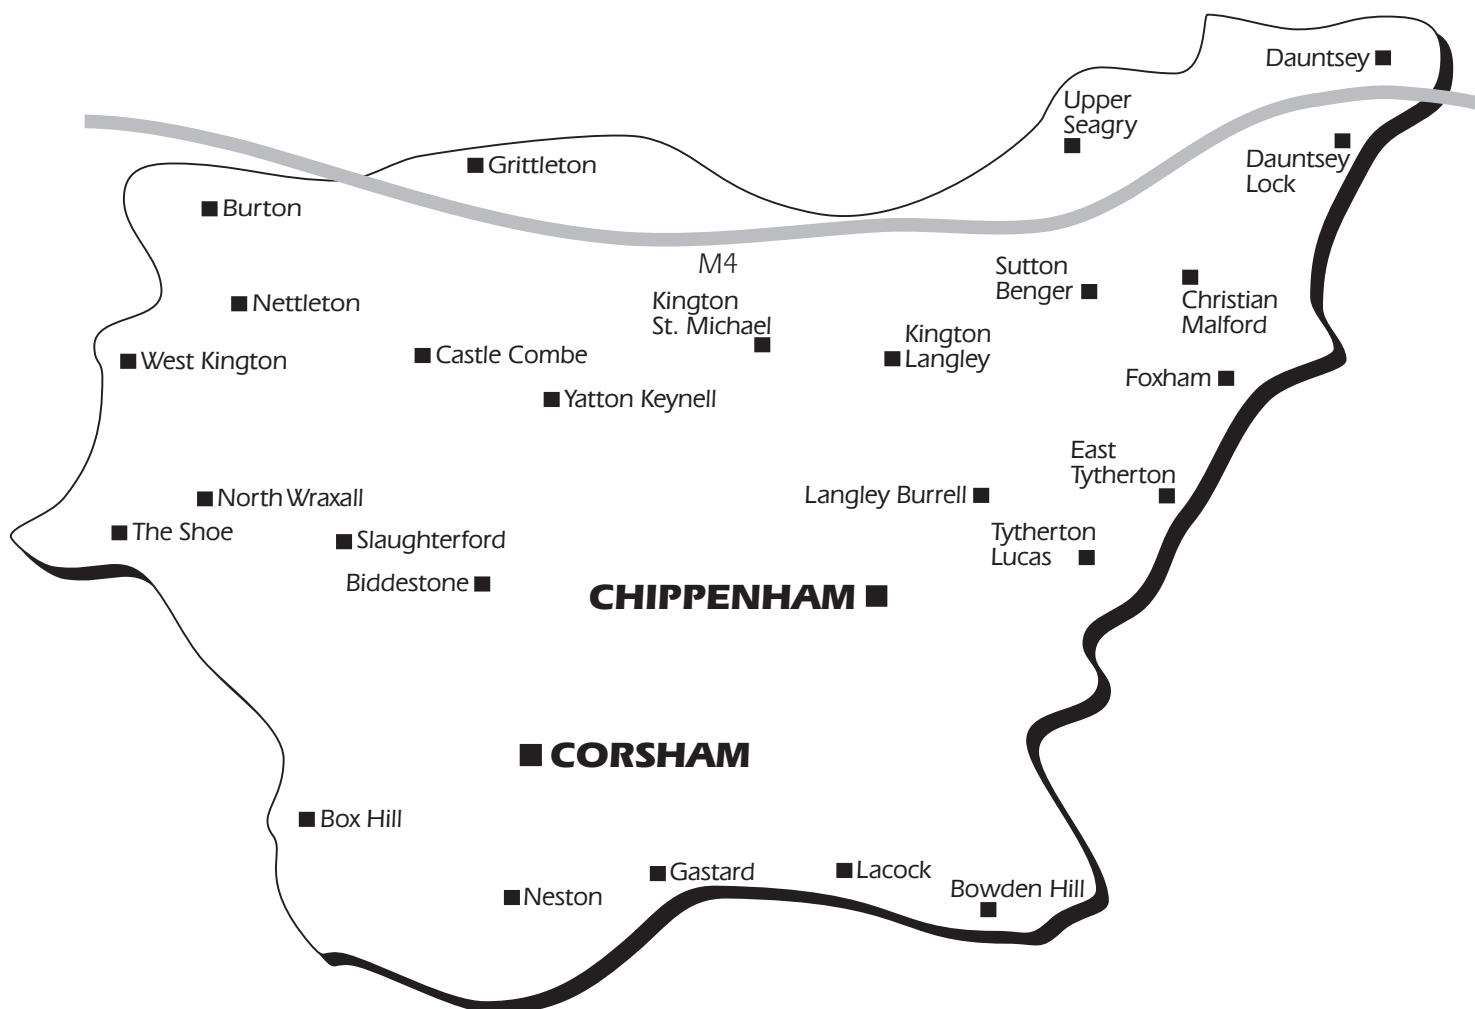 Dauntsey
Upper
Seagry
Dauntsey
Lock
Grittleton
Burton
M4
Sutton
Benger
Christian
Malford
Nettleton
Kington
St. Michael
Kington
Langley
West Kington
Castle Combe
Foxham
Yatton Keynell
East
Tytherton
North Wraxall
Langley Burrell
The Shoe
Slaughterford
Tytherton
Lucas
Biddestone
CHIPPENHAM
CORSHAM
Box Hill
Gastard
Lacock
Bowden Hill
Neston